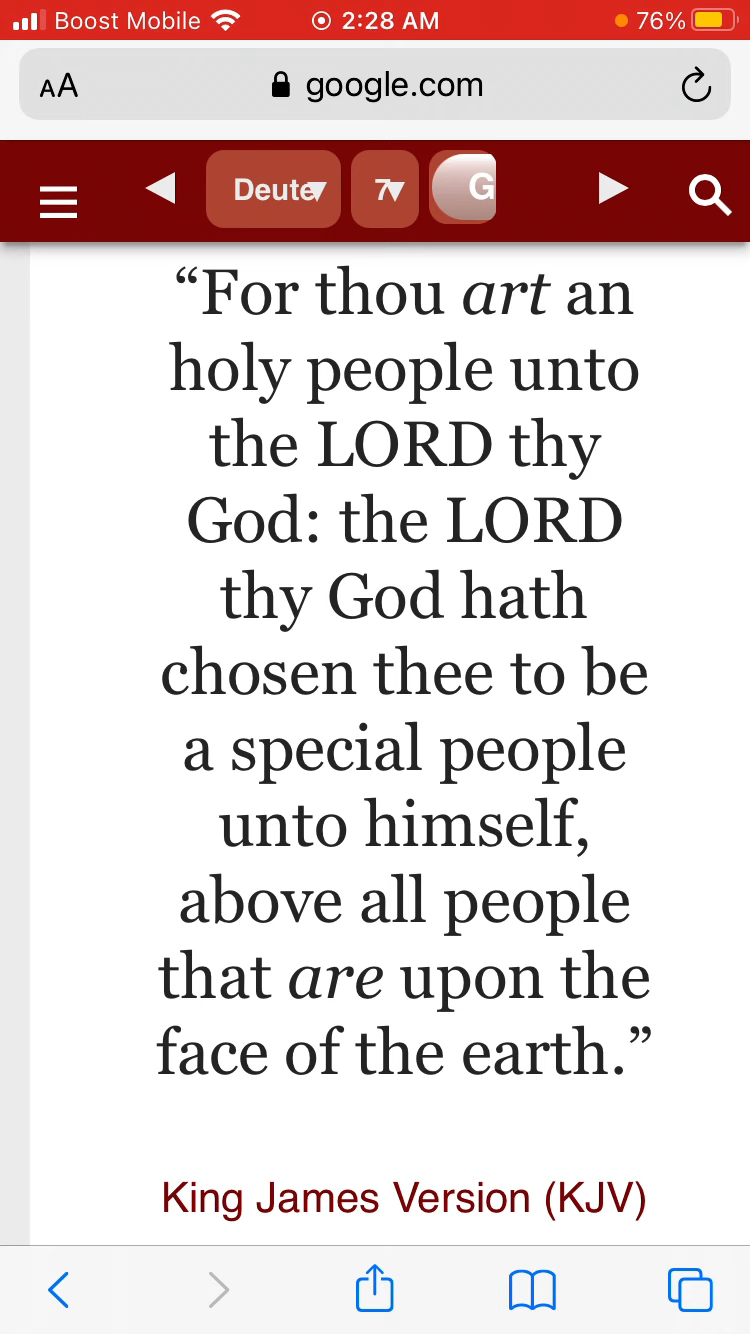 Boost Mobile 2:28 AM 76%
AA google.com
Deute 7 G
“For thou art an
holy people unto
the LORD thy
God: the LORD
thy God hath
chosen thee to be
a special people
unto himself,
above all people
that are upon the
face of the earth.”
King James Version (KJV)